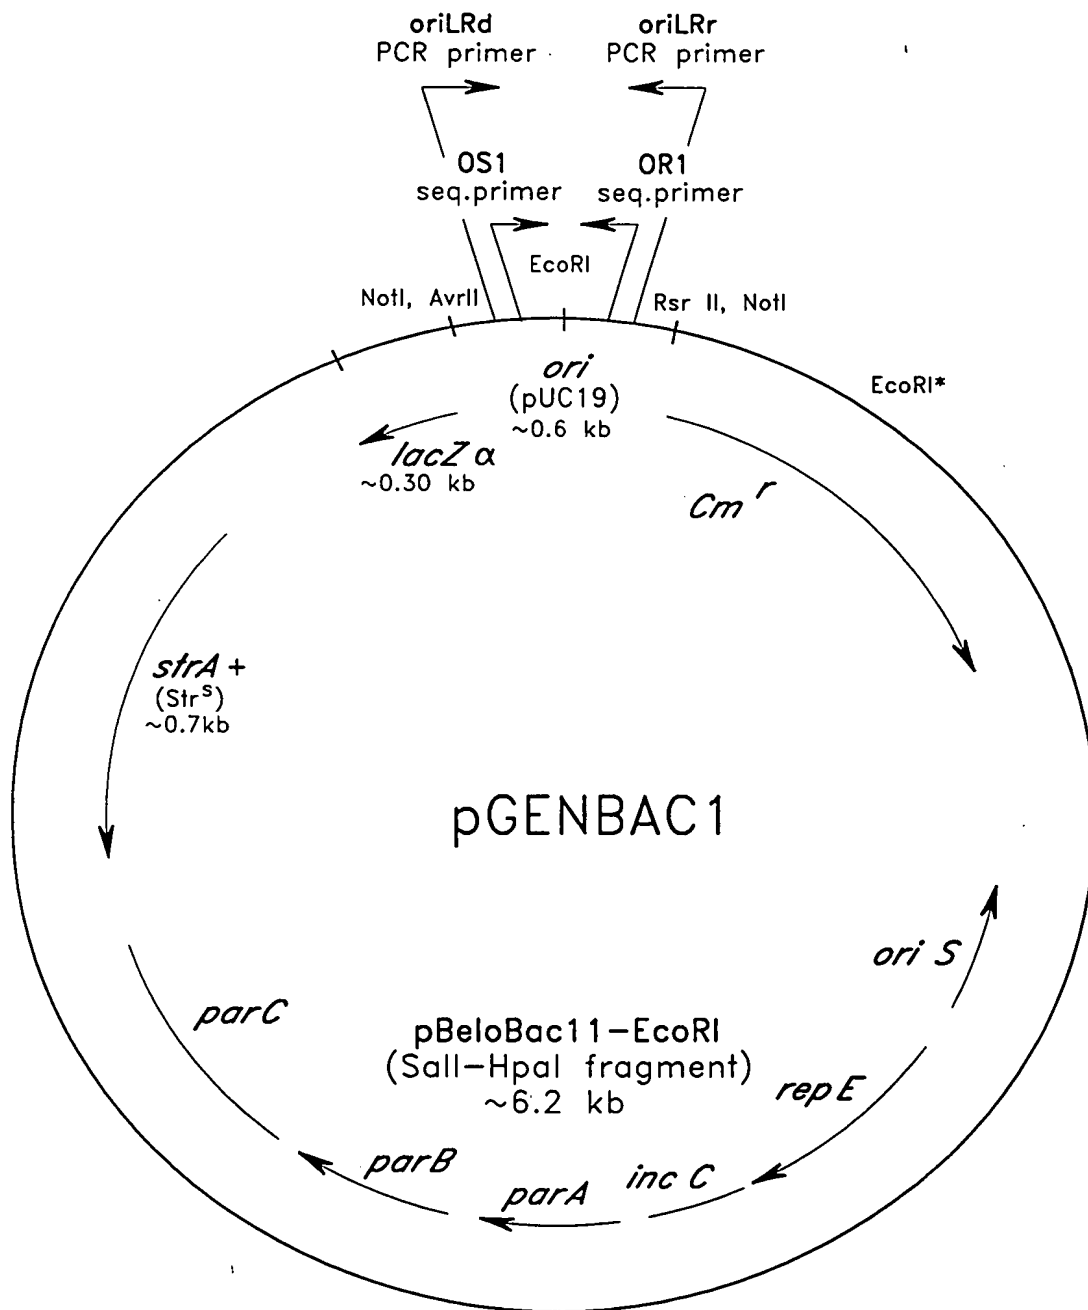 oriLRd
PCR primer
oriLRr
PCR primer
OS1
seq.primer
OR1
seq.primer
EcoRI
NotI, AvrII
Rsr II, NotI
EcoRI*
ori
(pUC19)
~0.6 kb
lacZ α
~0.30 kb
Cm r
strA +
(Str s)
~0.7kb
pGENBAC1
ori S
parC
pBeloBac11-EcoRI
(SalI-HpaI fragment)
~6.2 kb
rep E
parB
parA
inc C